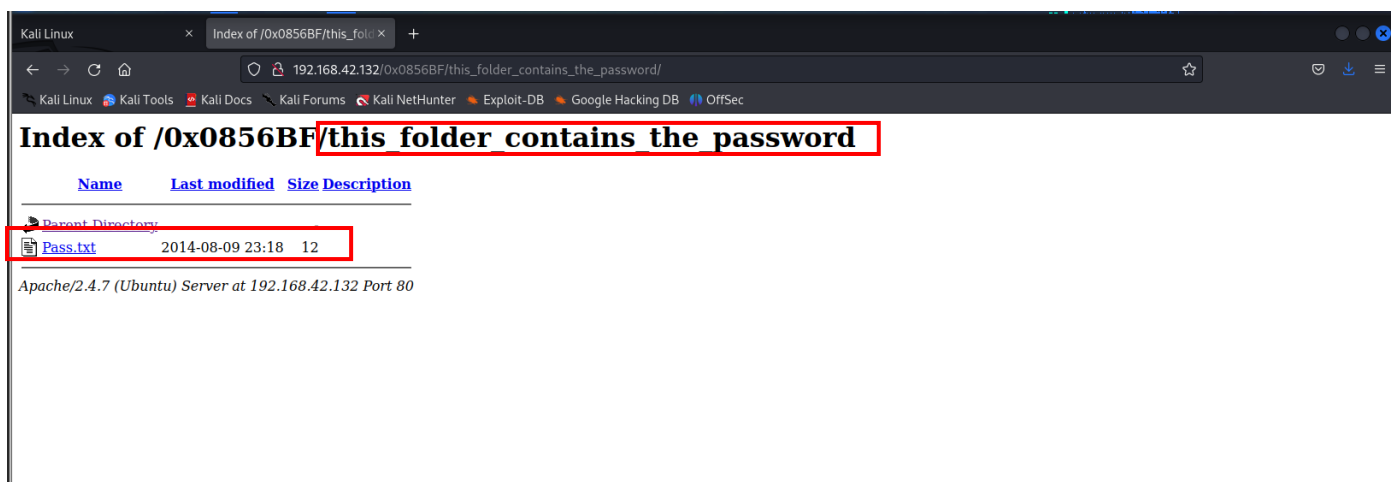 Kali Linux
Index of /0x0856BF/this_fold
192.168.42.132/0x0856BF/this_folder_contains_the_password/
Kali Linux Kali Tools Kali Docs Kali Forums Kali NetHunter Exploit-DB Google Hacking DB OffSec
Index of /0x0856BF/this_folder_contains_the_password
Name Last modified Size Description
Parent Directory -
Pass.txt 2014-08-09 23:18 12
Apache/2.4.7 (Ubuntu) Server at 192.168.42.132 Port 80